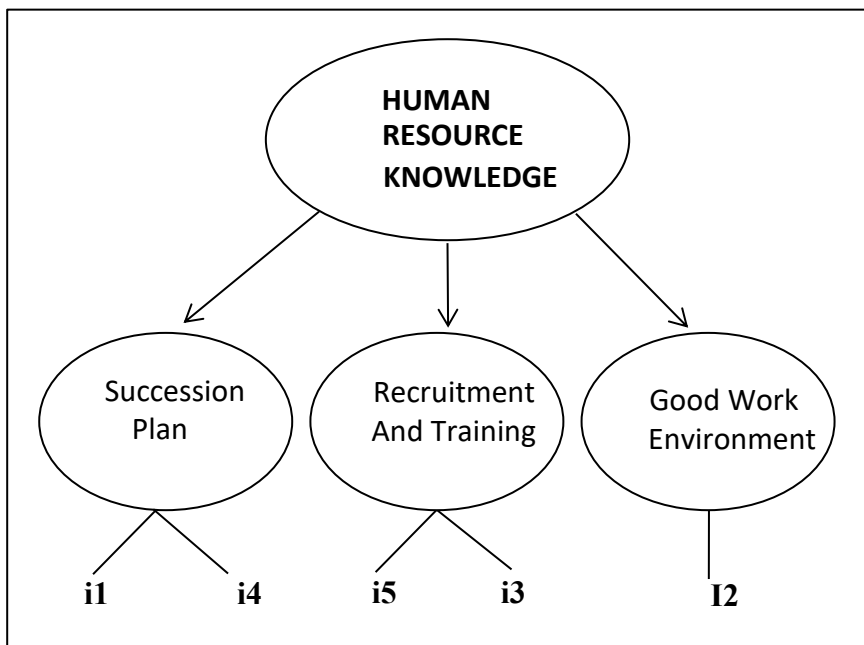 HUMAN
RESOURCE
KNOWLEDGE
Succession
Plan
Recruitment
And Training
Good Work
Environment
i1
i4
i5
i3
I2